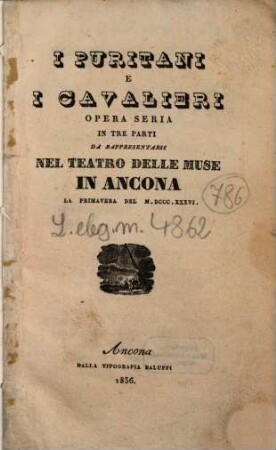 I PURITANI
E
I CAVALIERI
OPERA SERIA
IN TRE PARTI
DA RAPPRESENTARSI
NEL TEATRO DELLE MUSE
IN ANCONA
LA PRIMAVERA DEL M. DCCC. XXXVI.
786
L. eleg. m. 4862
Ancona
DALLA TIPOGRAFIA BALUFFI
1836.